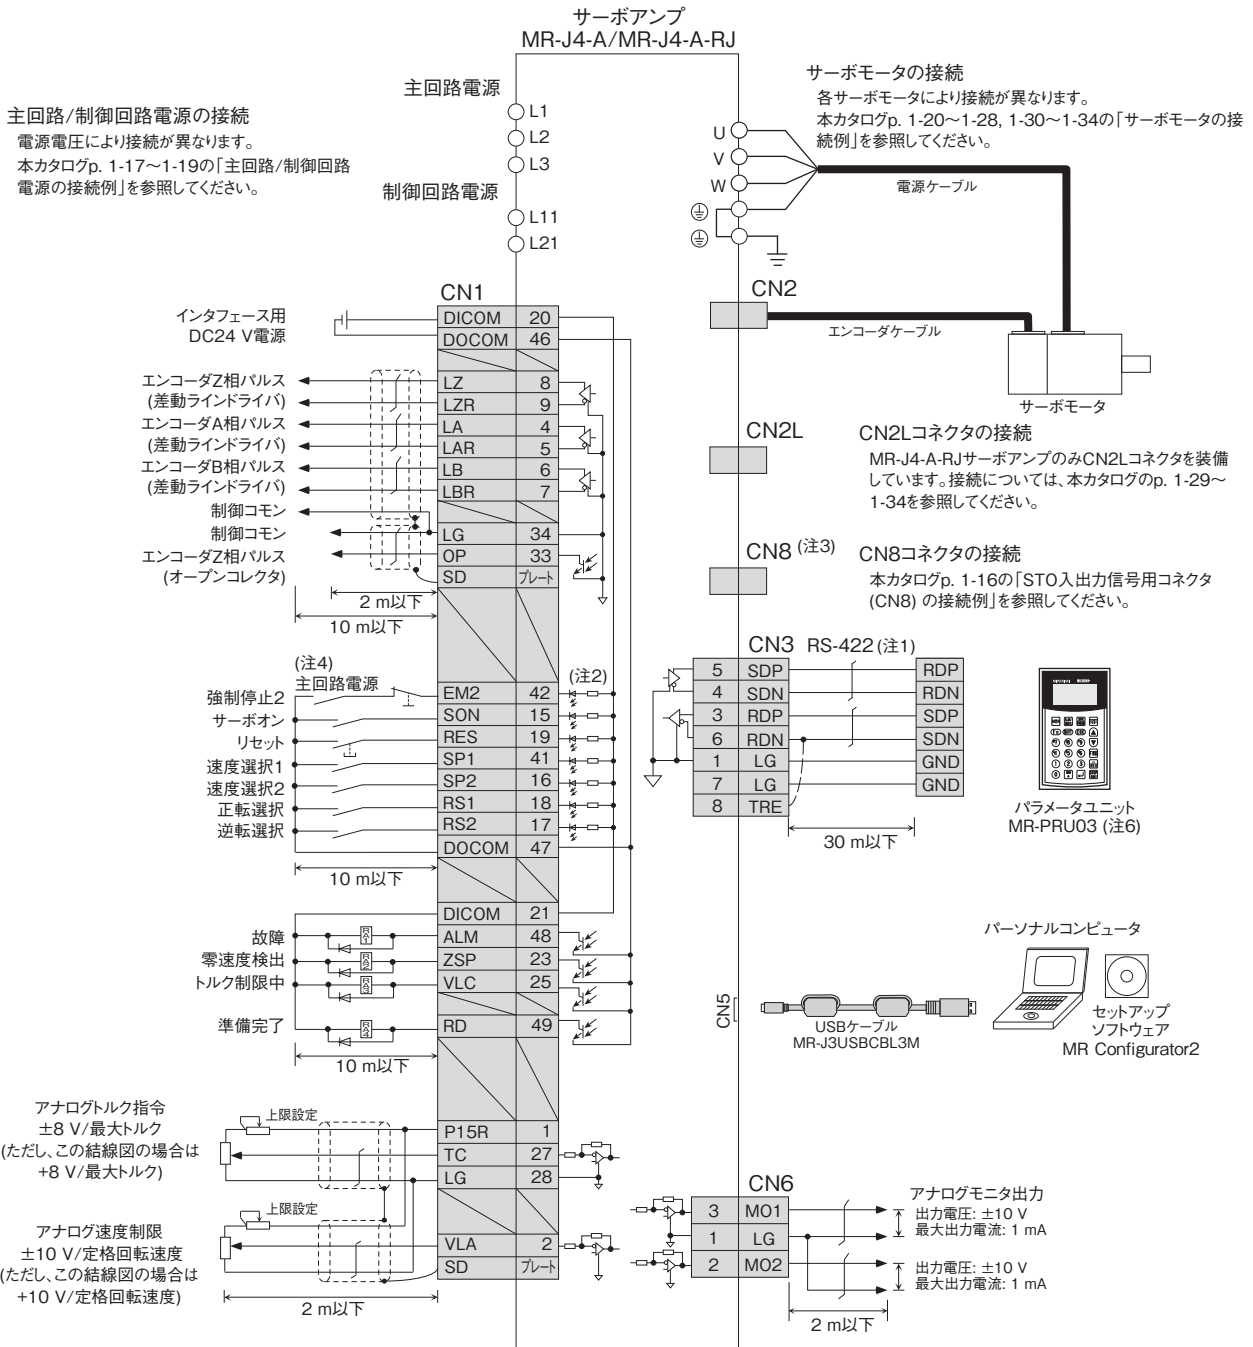 サーボアンプ
MR-J4-A/MR-J4-A-RJ
主回路/制御回路電源の接続
電源電圧により接続が異なります。
本カタログp. 1-17～1-19の「主回路/制御回路
電源の接続例」を参照してください。
主回路電源
L1
L2
L3
制御回路電源
L11
L21
サーボモータの接続
各サーボモータにより接続が異なります。
本カタログp. 1-20～1-28, 1-30～1-34の「サーボモータの接
続例」を参照してください。
U
V
W
電源ケーブル
CN2
エンコーダケーブル
サーボモータ
CN2L
CN2Lコネクタの接続
MR-J4-A-RJサーボアンプのみCN2Lコネクタを装備
しています。接続については、本カタログのp. 1-29～
1-34を参照してください。
CN8 (注3)
CN8コネクタの接続
本カタログp. 1-16の「STO入出力信号用コネクタ
(CN8) の接続例」を参照してください。
CN1
インタフェース用
DC24 V電源
DICOM 20
DOCOM 46
エンコーダZ相パルス
(差動ラインドライバ)
LZ 8
LZR 9
エンコーダA相パルス
(差動ラインドライバ)
LA 4
LAR 5
エンコーダB相パルス
(差動ラインドライバ)
LB 6
LBR 7
制御コモン
制御コモン
LG 34
エンコーダZ相パルス
(オープンコレクタ)
OP 33
SD プレート
2 m以下
10 m以下
(注4)
主回路電源
(注2)
強制停止2 EM2 42
サーボオン SON 15
リセット RES 19
速度選択1 SP1 41
速度選択2 SP2 16
正転選択 RS1 18
逆転選択 RS2 17
DOCOM 47
10 m以下
DICOM 21
故障 RA1 ALM 48
零速度検出 RA2 ZSP 23
トルク制限中 RA3 VLC 25
準備完了 RA4 RD 49
10 m以下
アナログトルク指令
±8 V/最大トルク
(ただし、この結線図の場合は
+8 V/最大トルク)
上限設定
P15R 1
TC 27
LG 28
アナログ速度制限
±10 V/定格回転速度
(ただし、この結線図の場合は
+10 V/定格回転速度)
上限設定
VLA 2
SD プレート
2 m以下
CN3 RS-422 (注1)
5 SDP RDP
4 SDN RDN
3 RDP SDP
6 RDN SDN
1 LG GND
7 LG GND
8 TRE
30 m以下
パラメータユニット
MR-PRU03 (注6)
CN5
USBケーブル
MR-J3USBCBL3M
パーソナルコンピュータ
セットアップ
ソフトウェア
MR Configurator2
CN6
3 MO1
1 LG
2 MO2
アナログモニタ出力
出力電圧: ±10 V
最大出力電流: 1 mA
出力電圧: ±10 V
最大出力電流: 1 mA
2 m以下